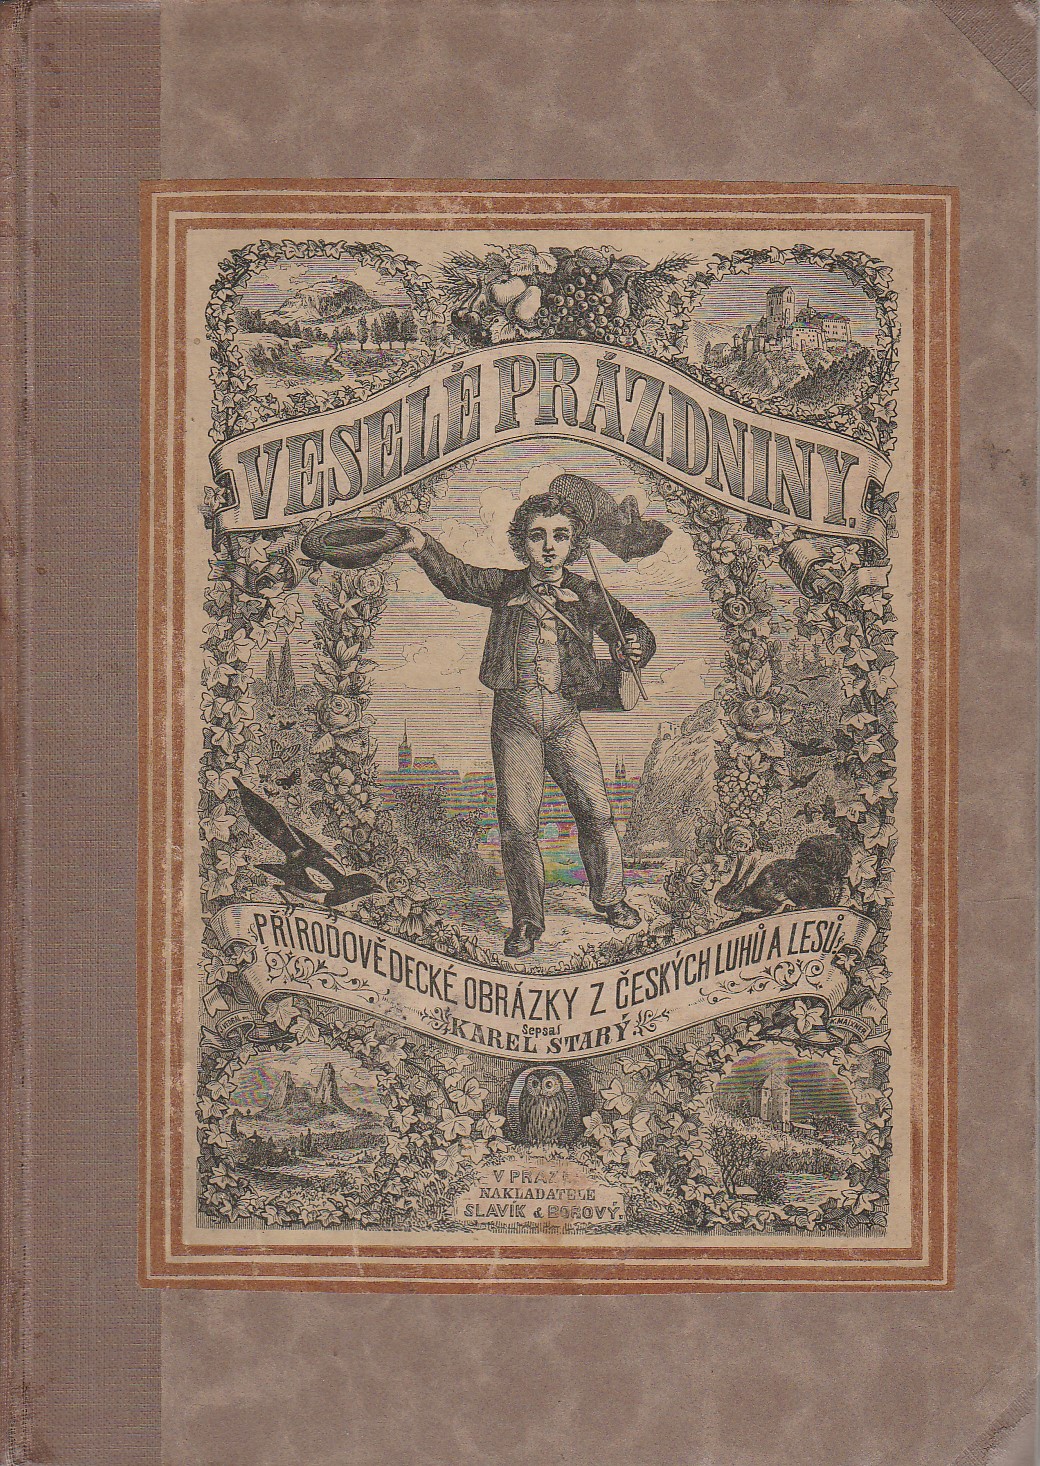 VESELÉ PRÁZDNINY.
PŘÍRODOVĚDECKÉ OBRÁZKY Z ČESKÝCH LUHŮ A LESŮ.
Sepsal
KAREL STARÝ.
V PRAZE.
NAKLADATELÉ
SLAVÍK & BOROVÝ.